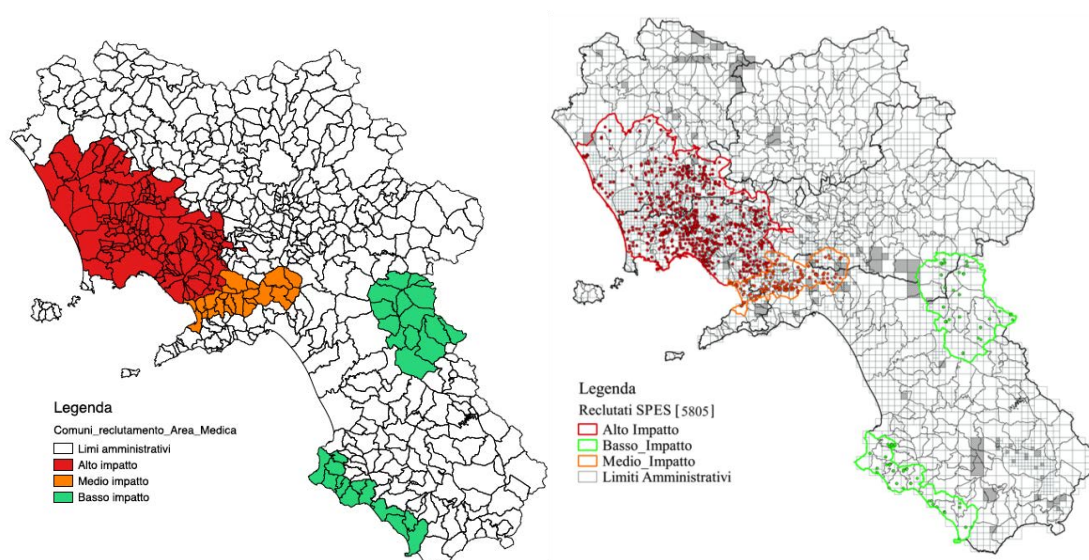 Legenda
Comuni_reclutamento_Area_Medica
Limi amministrativi
Alto impatto
Medio impatto
Basso impatto
Legenda
Reclutati SPES [5805]
Alto Impatto
Basso_Impatto
Medio_Impatto
Limiti Amministrativi